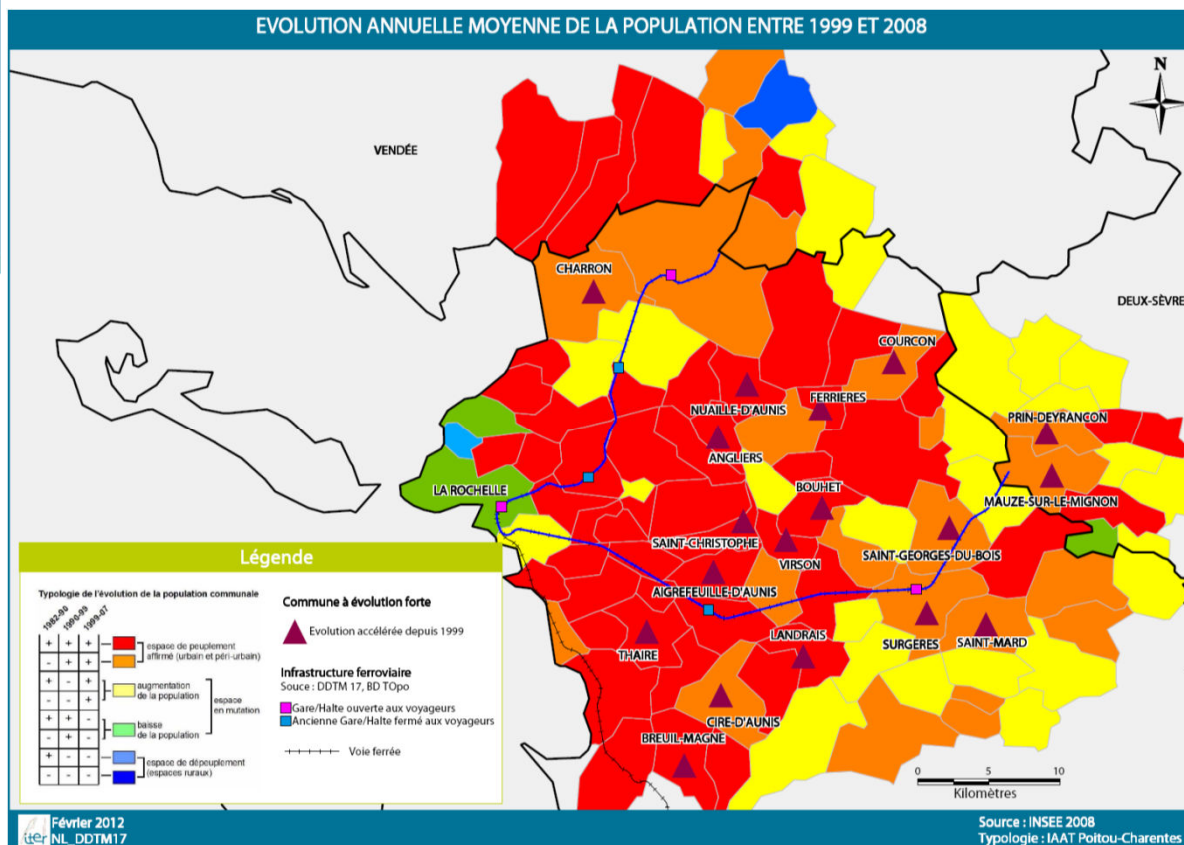 EVOLUTION ANNUELLE MOYENNE DE LA POPULATION ENTRE 1999 ET 2008
N
VENDÉE
DEUX-SÈVRE
CHARRON
COURCON
NUAILLE-D'AUNIS
FERRIERES
PRIN-DEYRANCON
ANGLIERS
LA ROCHELLE
BOUHET
MAUZE-SUR-LE-MIGNON
SAINT-CHRISTOPHE
VIRSON
SAINT-GEORGES-DU-BOIS
AIGREFEUILLE-D'AUNIS
THAIRE
LANDRAIS
SURGERES
SAINT-MARD
CIRE-D'AUNIS
BREUIL-MAGNE
Légende
Typologie de l'évolution de la population communale
1982-90
1990-99
1999-07
+ + +
- + +
+ - +
- - +
+ + -
- + -
+ - -
- - -
espace de peuplement
affirmé (urbain et péri-urbain)
augmentation
de la population
espace
en mutation
baisse
de la population
espace de dépeuplement
(espaces ruraux)
Commune à évolution forte
Evolution accélérée depuis 1999
Infrastructure ferroviaire
Souce : DDTM 17, BD TOpo
Gare/Halte ouverte aux voyageurs
Ancienne Gare/Halte fermé aux voyageurs
Voie ferrée
0 5 10
Kilomètres
iter
Février 2012
NL_DDTM17
Source : INSEE 2008
Typologie : IAAT Poitou-Charentes